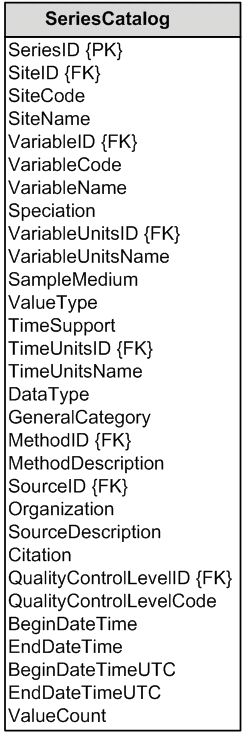 SeriesCatalog
SeriesID {PK}
SiteID {FK}
SiteCode
SiteName
VariableID {FK}
VariableCode
VariableName
Speciation
VariableUnitsID {FK}
VariableUnitsName
SampleMedium
ValueType
TimeSupport
TimeUnitsID {FK}
TimeUnitsName
DataType
GeneralCategory
MethodID {FK}
MethodDescription
SourceID {FK}
Organization
SourceDescription
Citation
QualityControlLevelID {FK}
QualityControlLevelCode
BeginDateTime
EndDateTime
BeginDateTimeUTC
EndDateTimeUTC
ValueCount